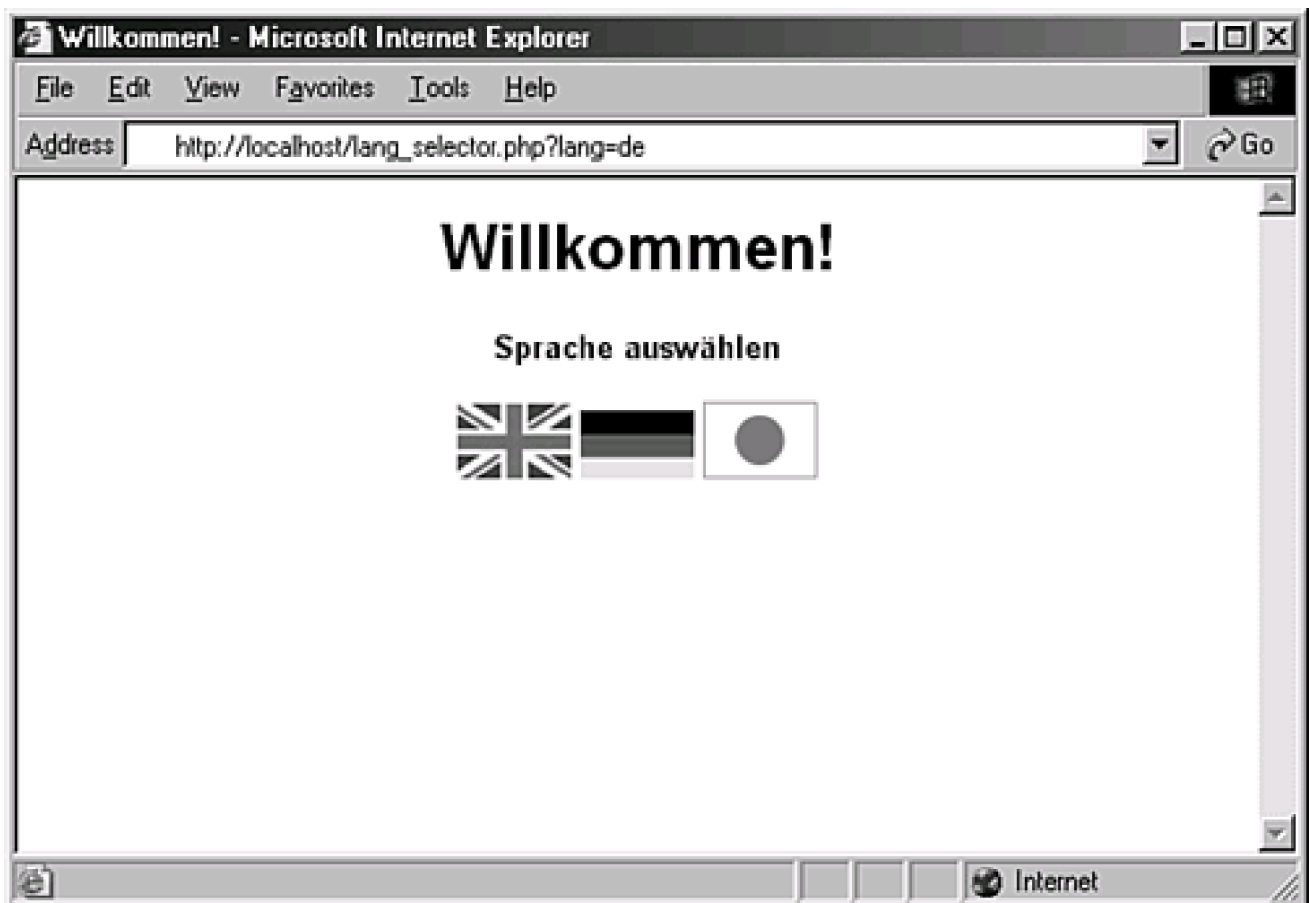 Willkommen! - Microsoft Internet Explorer
File Edit View Favorites Tools Help
Address http://localhost/lang_selector.php?lang=de Go
Willkommen!
Sprache auswählen
Internet